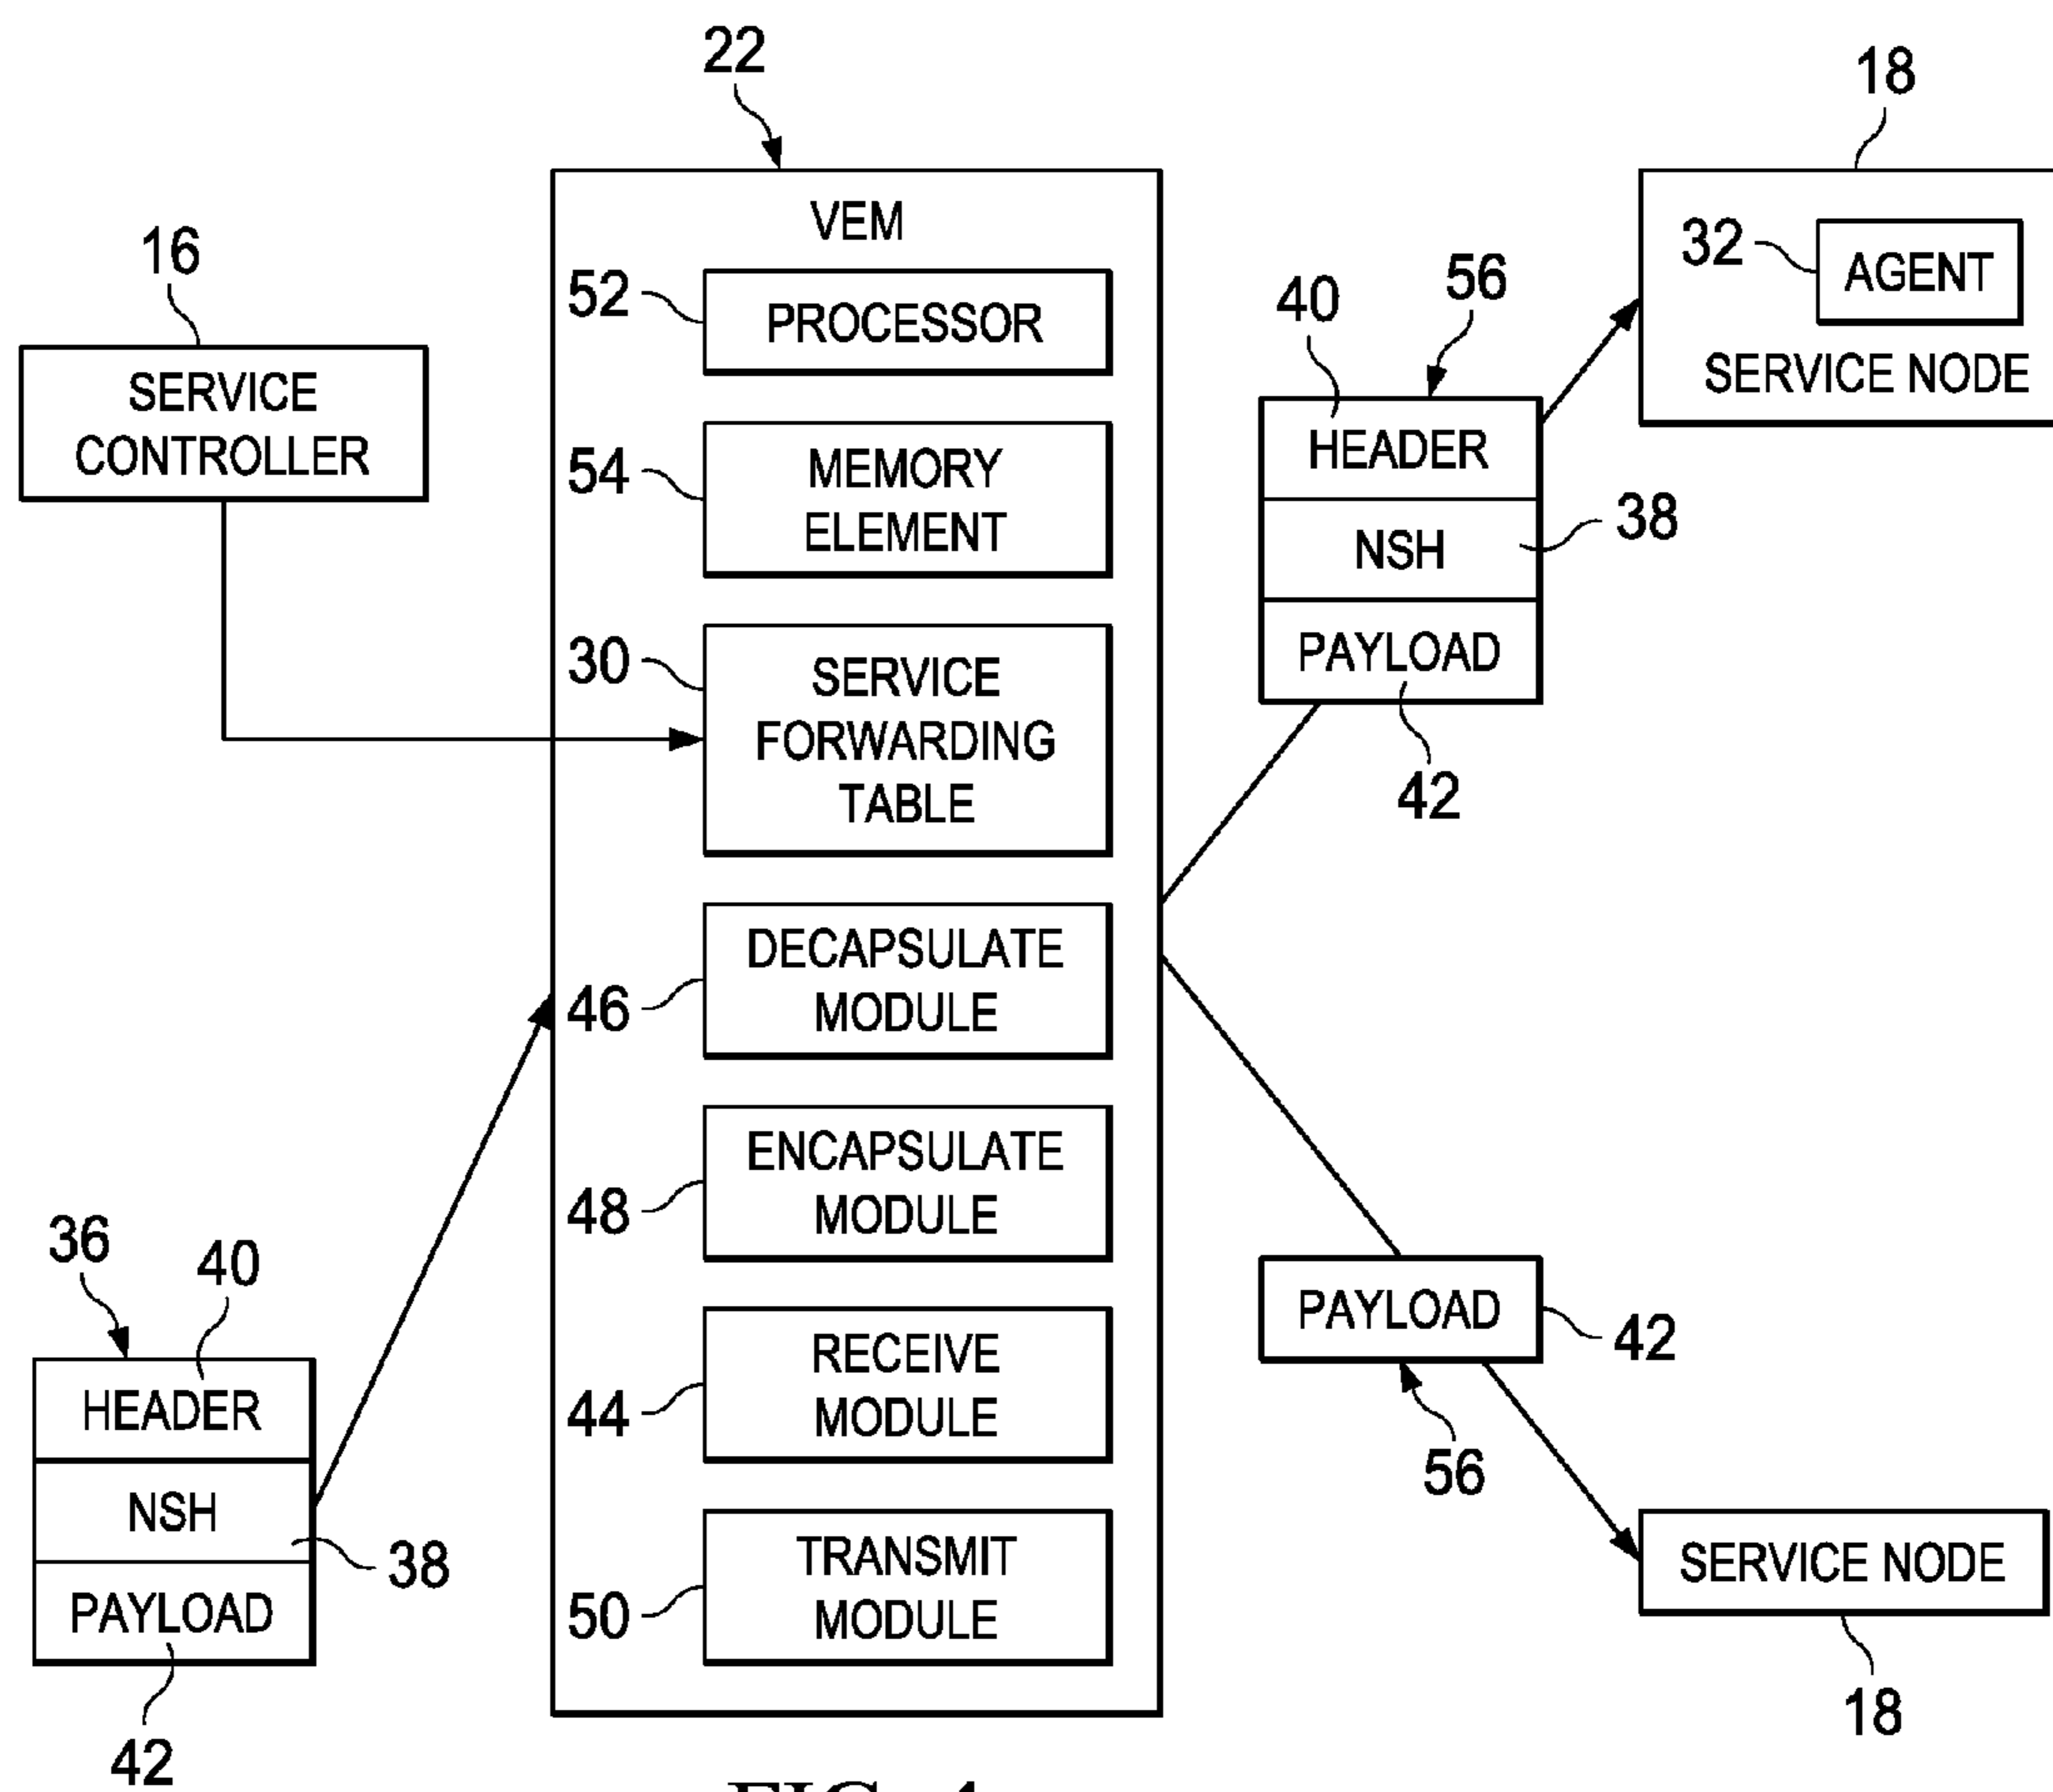 22
VEM
52
PROCESSOR
54
MEMORY
ELEMENT
30
SERVICE
FORWARDING
TABLE
46
DECAPSULATE
MODULE
48
ENCAPSULATE
MODULE
44
RECEIVE
MODULE
50
TRANSMIT
MODULE
16
SERVICE
CONTROLLER
36
40
HEADER
NSH
38
PAYLOAD
42
40
56
HEADER
NSH
38
PAYLOAD
42
18
32
AGENT
SERVICE NODE
PAYLOAD
42
56
SERVICE NODE
18